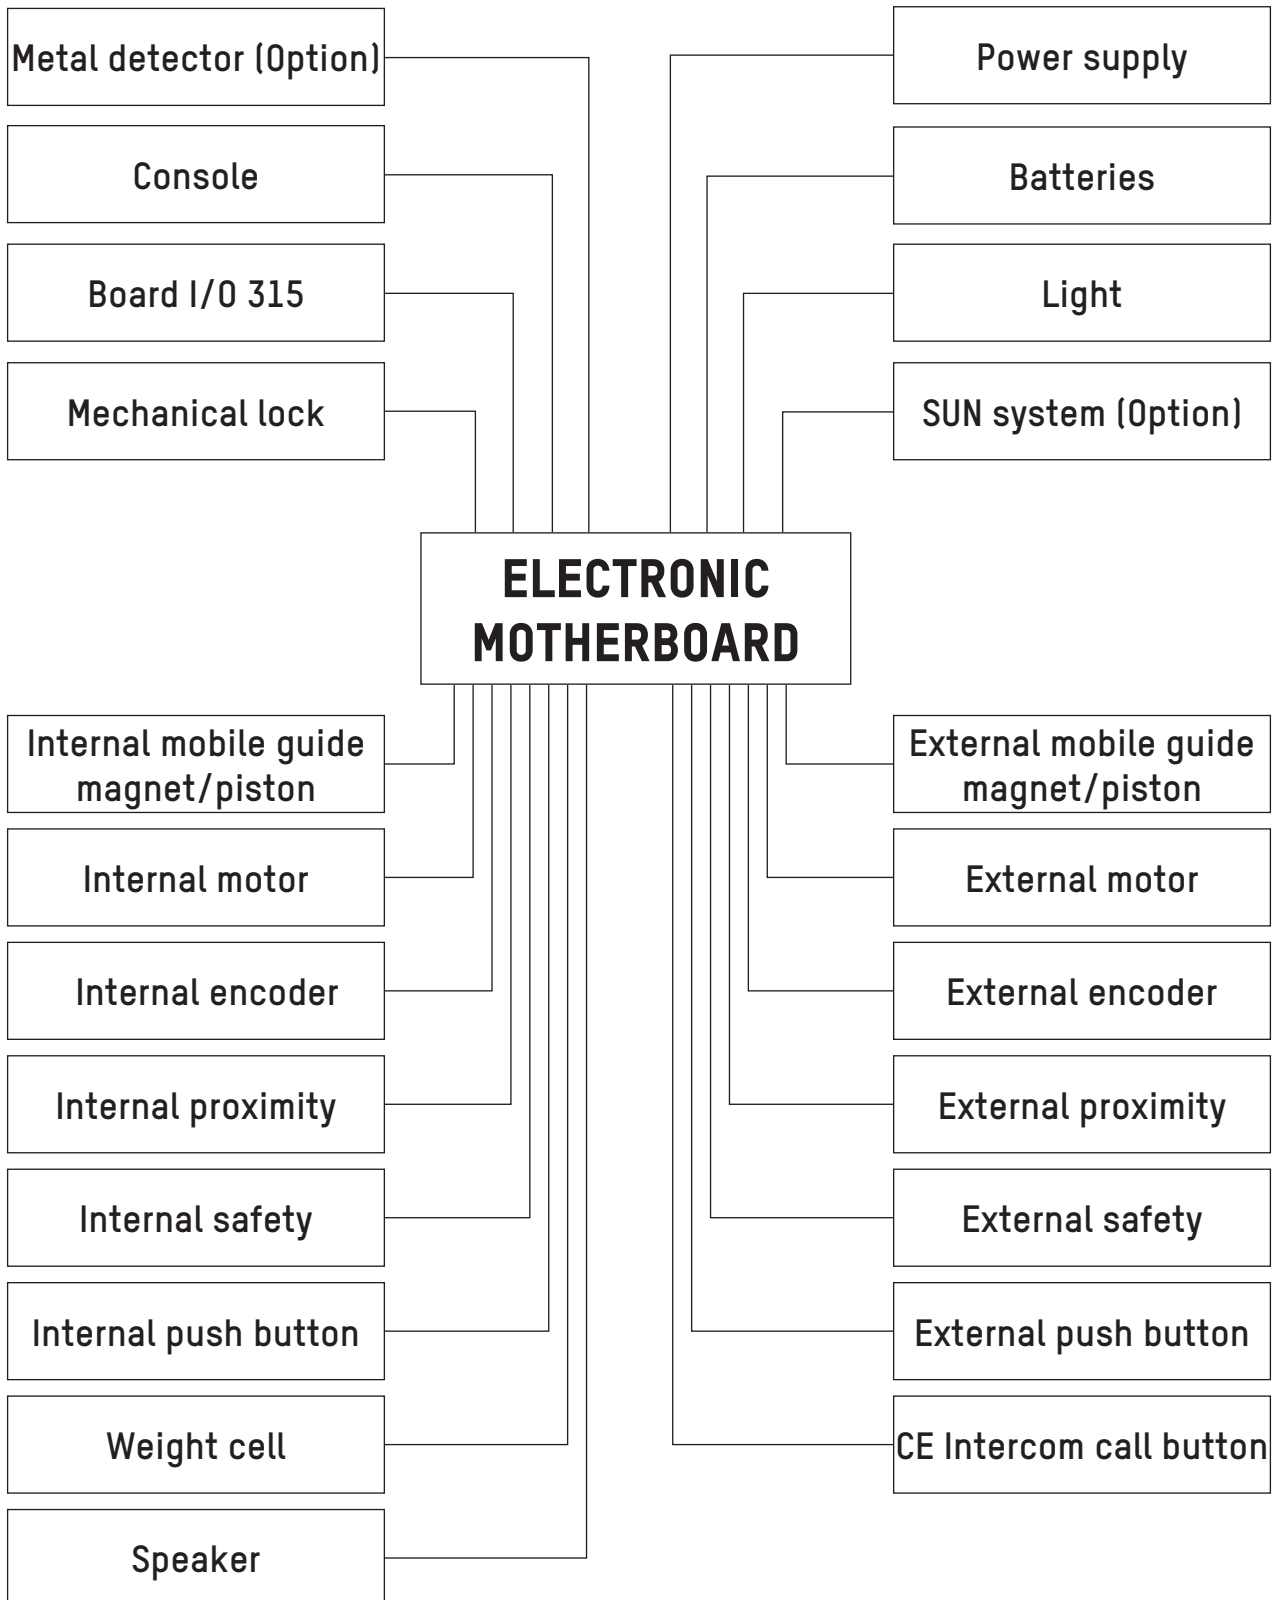 Metal detector (Option)
Power supply
Console
Batteries
Board I/O 315
Light
Mechanical lock
SUN system (Option)
ELECTRONIC
MOTHERBOARD
Internal mobile guide
magnet/piston
External mobile guide
magnet/piston
Internal motor
External motor
Internal encoder
External encoder
Internal proximity
External proximity
Internal safety
External safety
Internal push button
External push button
Weight cell
CE Intercom call button
Speaker